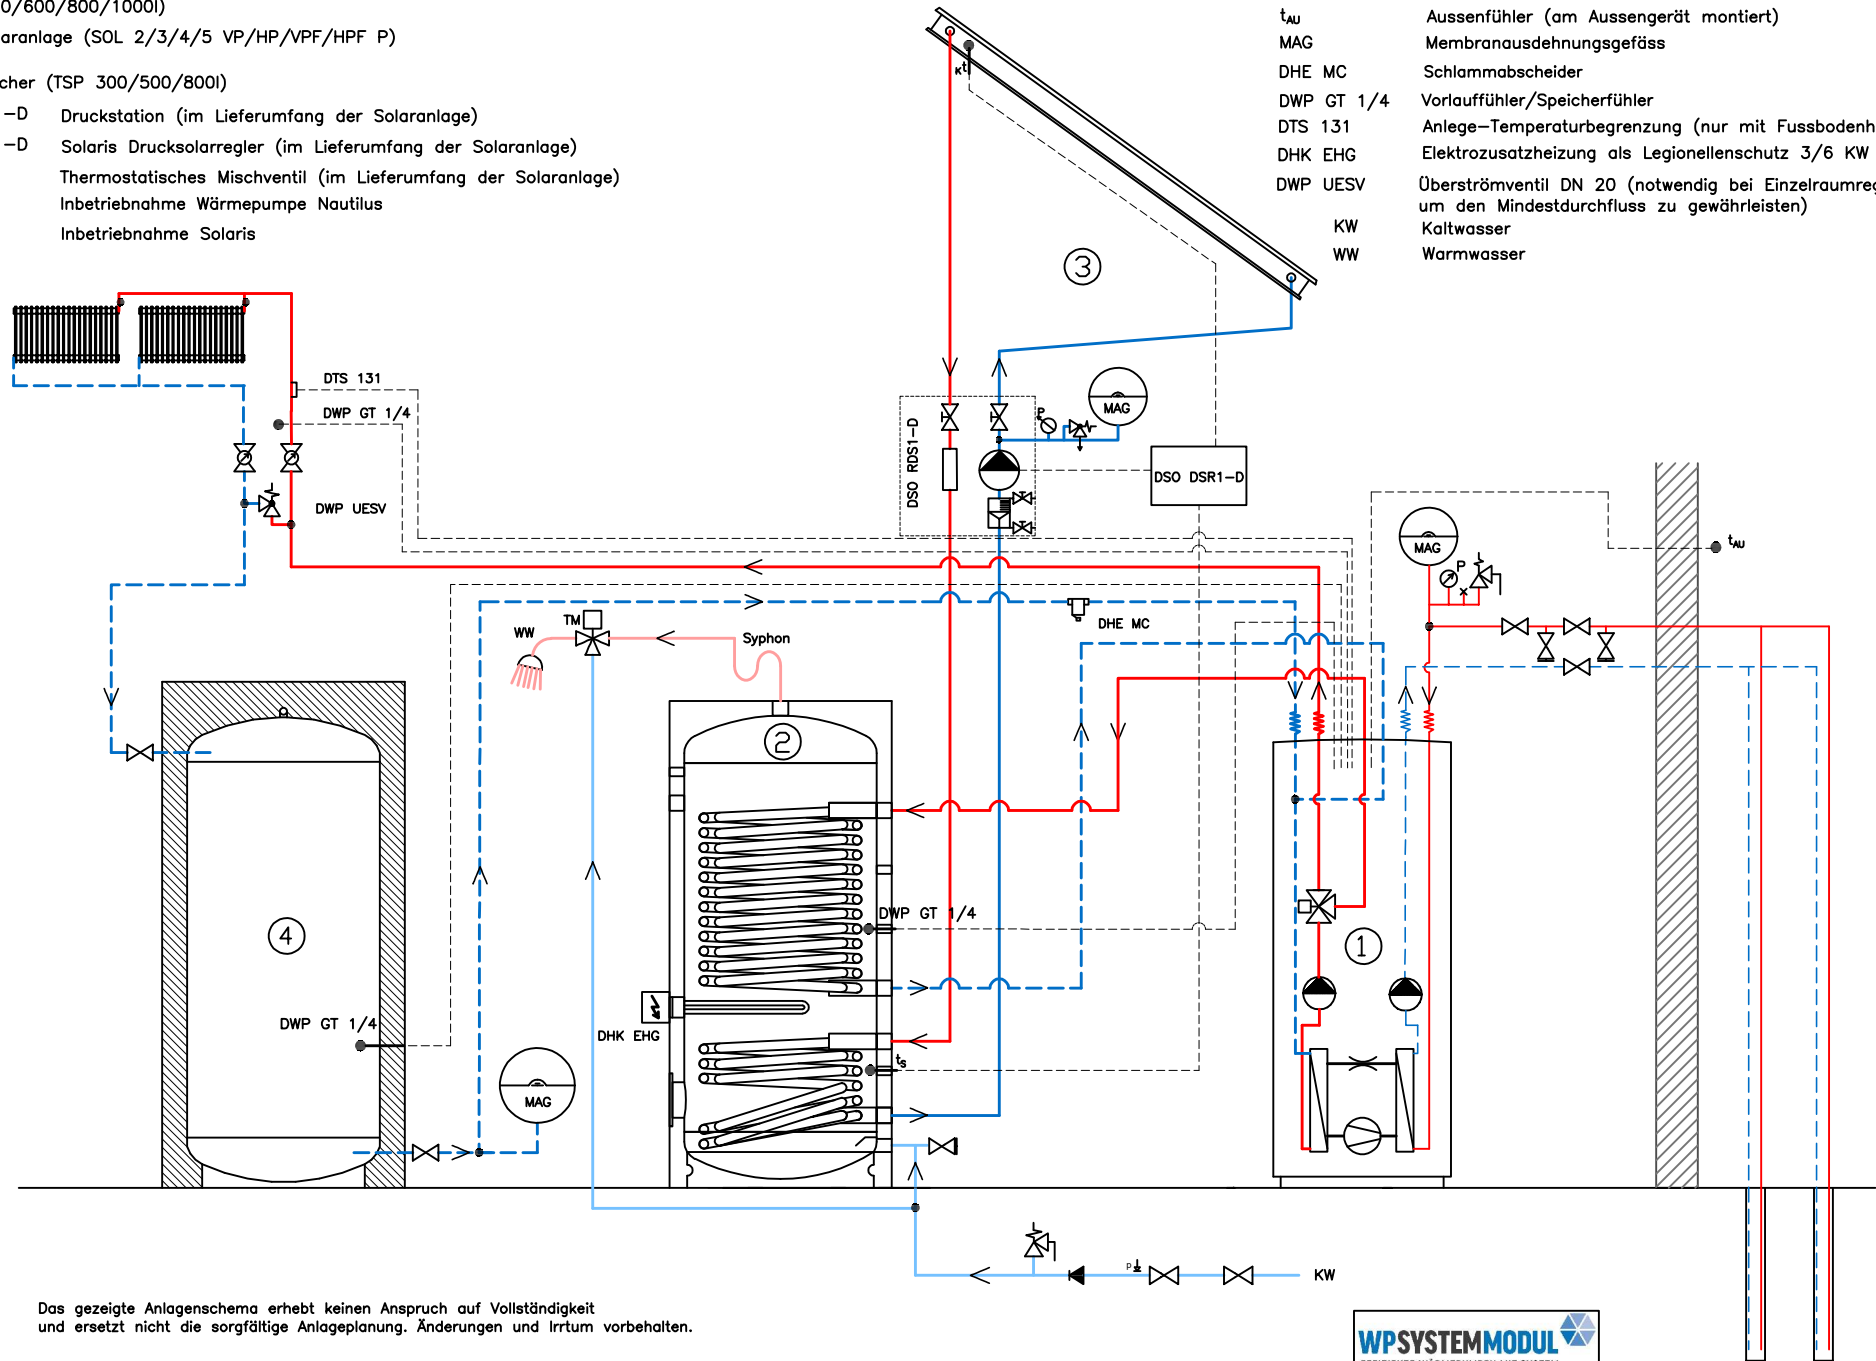 0/600/800/1000l)
aranlage (SOL 2/3/4/5 VP/HP/VPF/HPF P)
cher (TSP 300/500/800l)
-D Druckstation (im Lieferumfang der Solaranlage)
-D Solaris Drucksolarregler (im Lieferumfang der Solaranlage)
Thermostatisches Mischventil (im Lieferumfang der Solaranlage)
Inbetriebnahme Wärmepumpe Nautilus
Inbetriebnahme Solaris
tAU Aussenfühler (am Aussengerät montiert)
MAG Membranausdehnungsgefäss
DHE MC Schlammabscheider
DWP GT 1/4 Vorlauffühler/Speicherfühler
DTS 131 Anlege-Temperaturbegrenzung (nur mit Fussbodenh
DHK EHG Elektrozusatzheizung als Legionellenschutz 3/6 KW
DWP UESV Überströmventil DN 20 (notwendig bei Einzelraumreg
um den Mindestdurchfluss zu gewährleisten)
KW Kaltwasser
WW Warmwasser
Kt
3
DTS 131
DWP GT 1/4
DWP UESV
DSO RDS1-D
P
MAG
DSO DSR1-D
MAG
P
tAU
TM
WW
Syphon
DHE MC
2
4
1
DWP GT 1/4
DWP GT 1/4
DHK EHG
tS
MAG
P
KW
Das gezeigte Anlagenschema erhebt keinen Anspruch auf Vollständigkeit
und ersetzt nicht die sorgfältige Anlageplanung. Änderungen und Irrtum vorbehalten.
WPSYSTEMMODUL